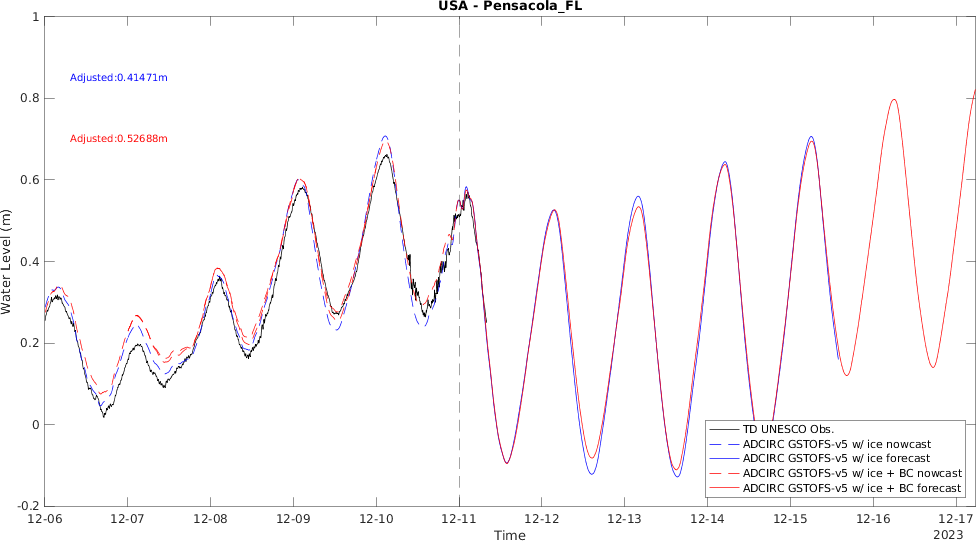 USA - Pensacola_FL
Adjusted:0.41471m
Adjusted:0.52688m
Water Level (m)
1
0.8
0.6
0.4
0.2
0
-0.2
TD UNESCO Obs.
ADCIRC GSTOFS-v5 w/ ice nowcast
ADCIRC GSTOFS-v5 w/ ice forecast
ADCIRC GSTOFS-v5 w/ ice + BC nowcast
ADCIRC GSTOFS-v5 w/ ice + BC forecast
12-06 12-07 12-08 12-09 12-10 12-11 12-12 12-13 12-14 12-15 12-16 12-17
Time
2023